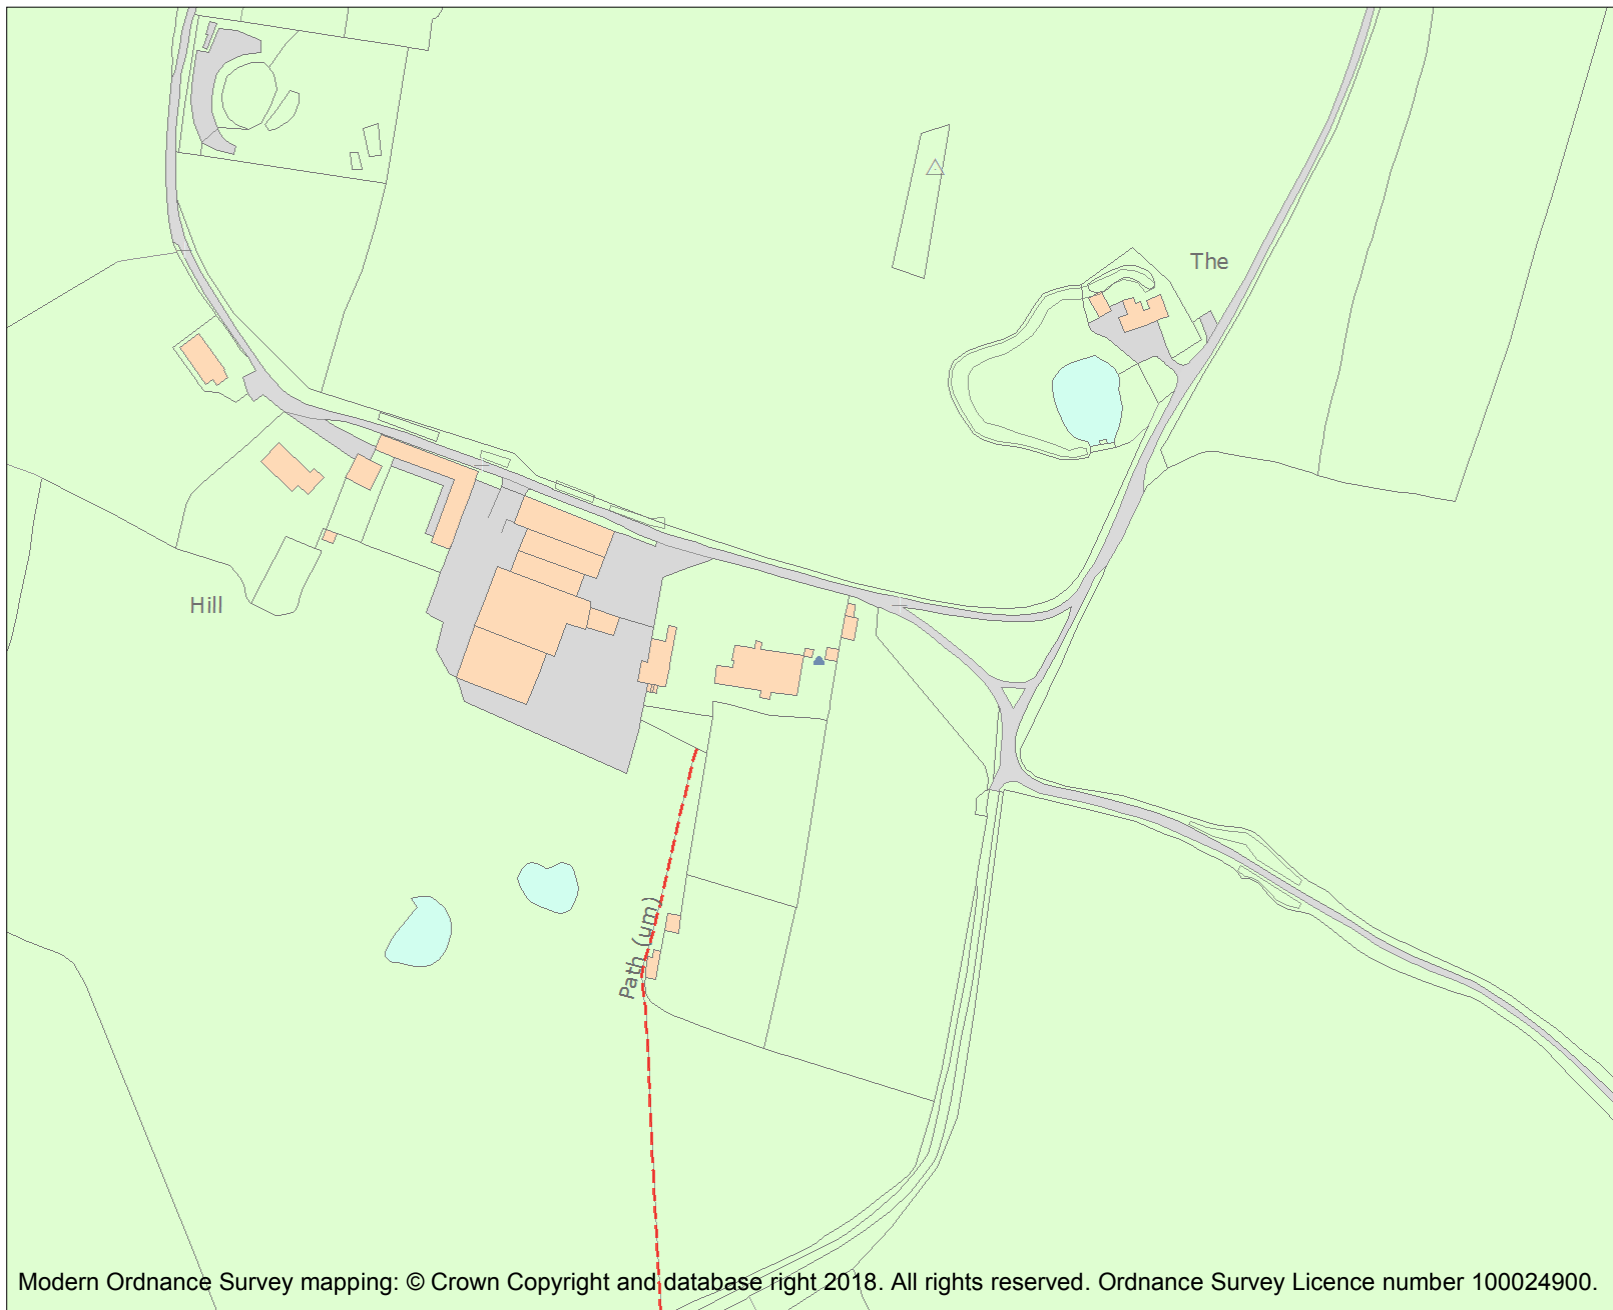 The
Hill
Path (um)
Modern Ordnance Survey mapping: © Crown Copyright and database right 2018. All rights reserved. Ordnance Survey Licence number 100024900.